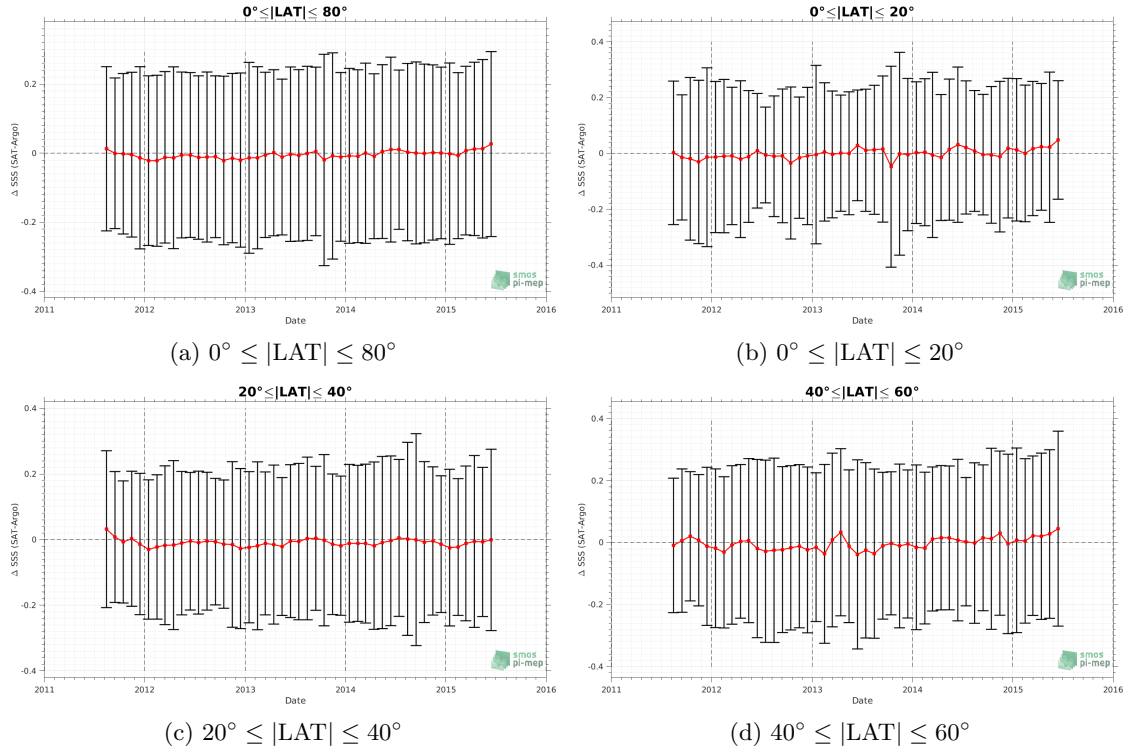 0°≤|LAT|≤ 80°
Δ SSS (SAT-Argo)
0.2
0
-0.2
-0.4
2011 2012 2013 2014 2015 2016
Date
smos
pi-mep
(a) 0° ≤ |LAT| ≤ 80°
0°≤|LAT|≤ 20°
Δ SSS (SAT-Argo)
0.4
0.2
0
-0.2
-0.4
2011 2012 2013 2014 2015 2016
Date
smos
pi-mep
(b) 0° ≤ |LAT| ≤ 20°
20°≤|LAT|≤ 40°
Δ SSS (SAT-Argo)
0.4
0.2
0
-0.2
-0.4
2011 2012 2013 2014 2015 2016
Date
smos
pi-mep
(c) 20° ≤ |LAT| ≤ 40°
40°≤|LAT|≤ 60°
Δ SSS (SAT-Argo)
0.4
0.2
0
-0.2
-0.4
2011 2012 2013 2014 2015 2016
Date
smos
pi-mep
(d) 40° ≤ |LAT| ≤ 60°